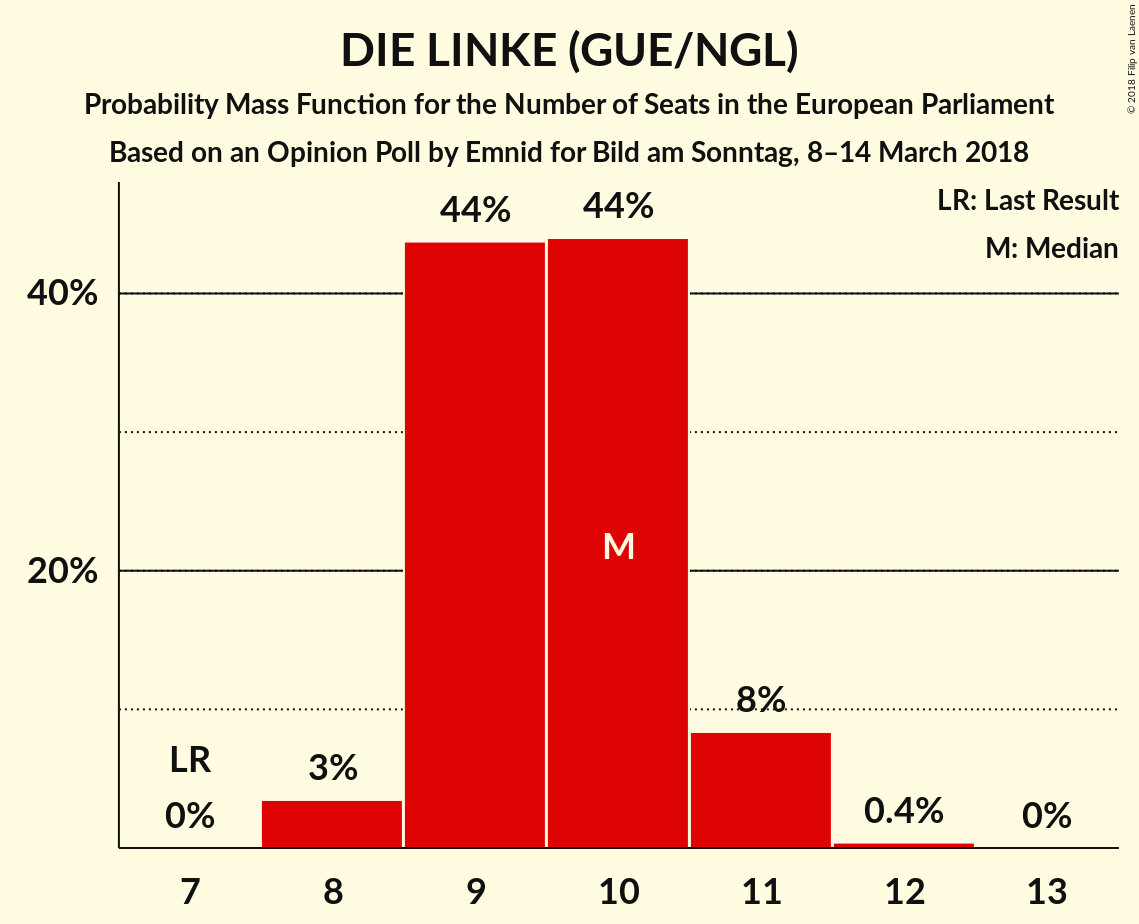 DIE LINKE (GUE/NGL)
Probability Mass Function for the Number of Seats in the European Parliament
Based on an Opinion Poll by Emnid for Bild am Sonntag, 8–14 March 2018
© 2018 Filip van Laenen
LR: Last Result
M: Median
44%
44%
40%
M
20%
8%
LR
3%
0%
0.4%
0%
7 8 9 10 11 12 13